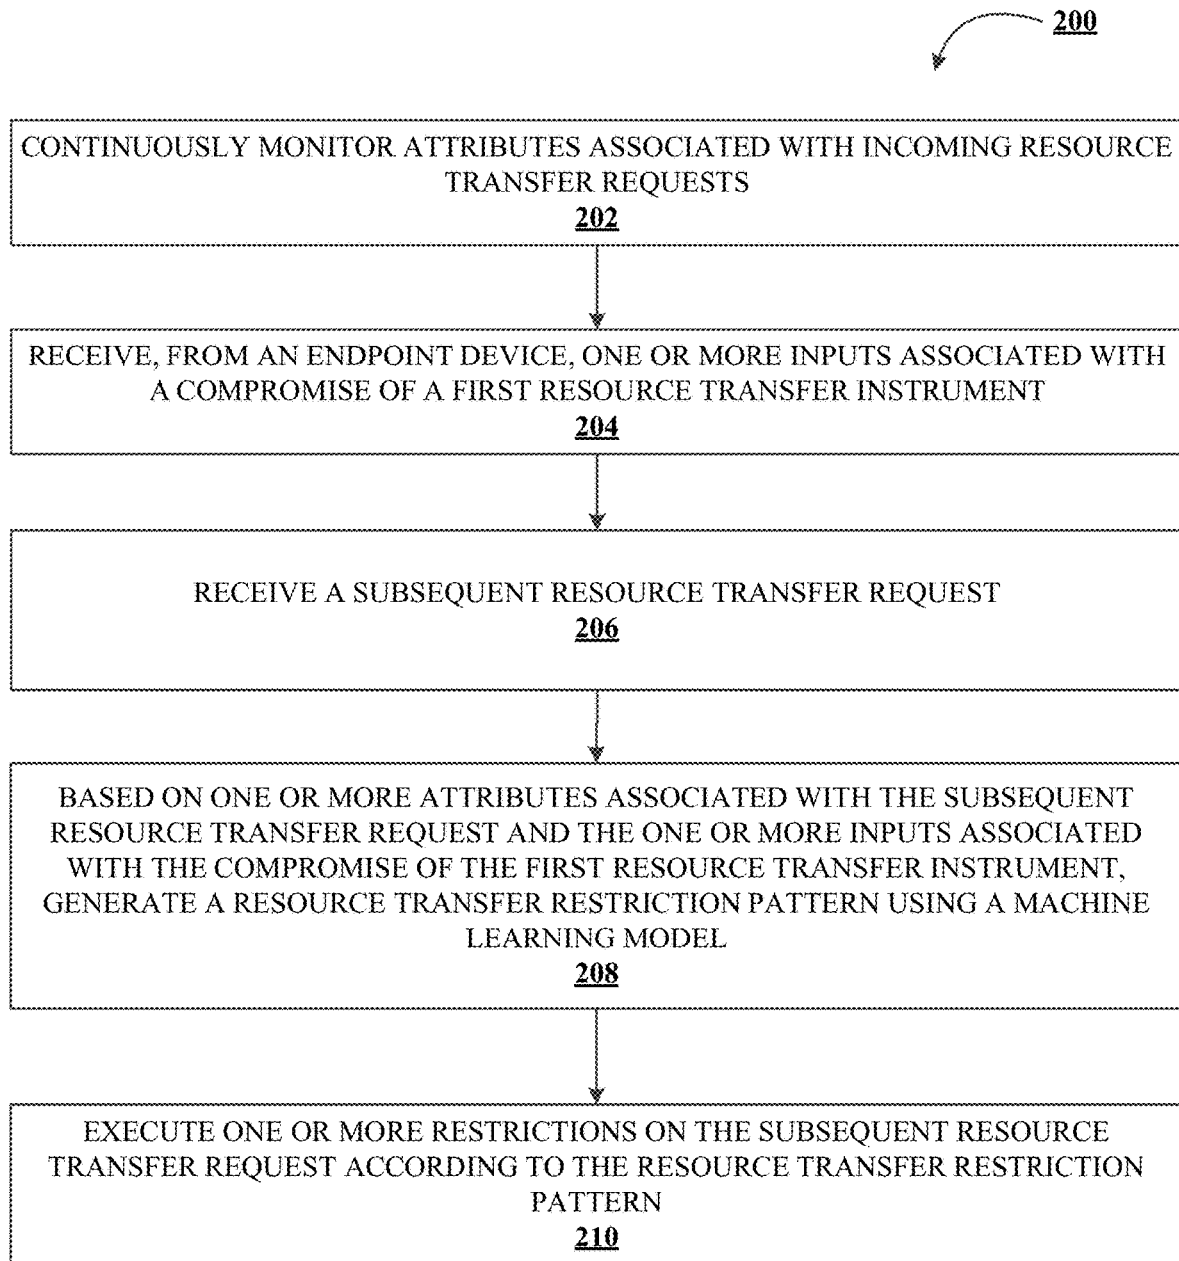 200
CONTINUOUSLY MONITOR ATTRIBUTES ASSOCIATED WITH INCOMING RESOURCE
TRANSFER REQUESTS
202
RECEIVE, FROM AN ENDPOINT DEVICE, ONE OR MORE INPUTS ASSOCIATED WITH
A COMPROMISE OF A FIRST RESOURCE TRANSFER INSTRUMENT
204
RECEIVE A SUBSEQUENT RESOURCE TRANSFER REQUEST
206
BASED ON ONE OR MORE ATTRIBUTES ASSOCIATED WITH THE SUBSEQUENT
RESOURCE TRANSFER REQUEST AND THE ONE OR MORE INPUTS ASSOCIATED
WITH THE COMPROMISE OF THE FIRST RESOURCE TRANSFER INSTRUMENT,
GENERATE A RESOURCE TRANSFER RESTRICTION PATTERN USING A MACHINE
LEARNING MODEL
208
EXECUTE ONE OR MORE RESTRICTIONS ON THE SUBSEQUENT RESOURCE
TRANSFER REQUEST ACCORDING TO THE RESOURCE TRANSFER RESTRICTION
PATTERN
210